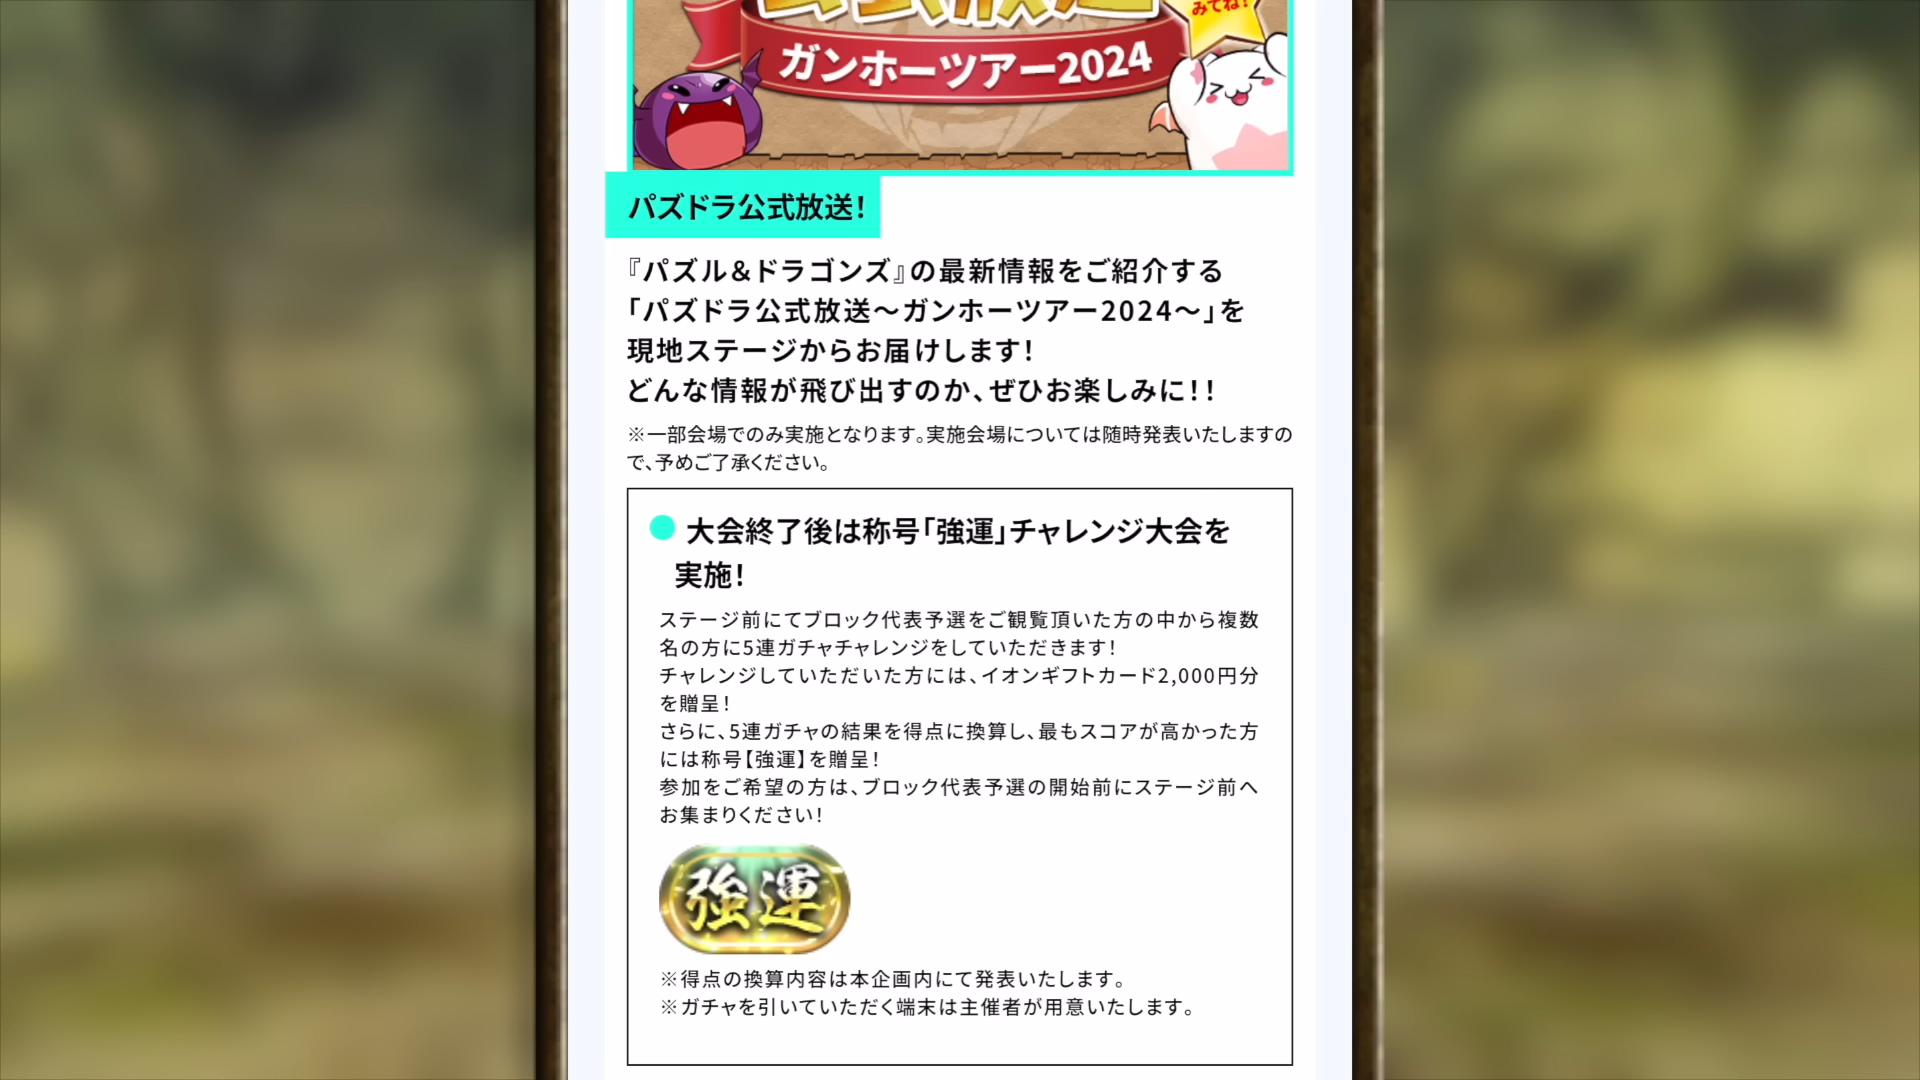 みてね!
ガンホーツアー2024
パズドラ公式放送!
『パズル&ドラゴンズ』の最新情報をご紹介する
「パズドラ公式放送～ガンホーツアー2024～」を
現地ステージからお届けします!
どんな情報が飛び出すのか、ぜひお楽しみに!!
※一部会場でのみ実施となります。実施会場については随時発表いたしますの
で、予めご了承ください。
大会終了後は称号「強運」チャレンジ大会を
実施!
ステージ前にてブロック代表予選をご観覧頂いた方の中から複数
名の方に5連ガチャチャレンジをしていただきます!
チャレンジしていただいた方には、イオンギフトカード2,000円分
を贈呈!
さらに、5連ガチャの結果を得点に換算し、最もスコアが高かった方
には称号【強運】を贈呈!
参加をご希望の方は、ブロック代表予選の開始前にステージ前へ
お集まりください!
強運
※得点の換算内容は本企画内にて発表いたします。
※ガチャを引いていただく端末は主催者が用意いたします。